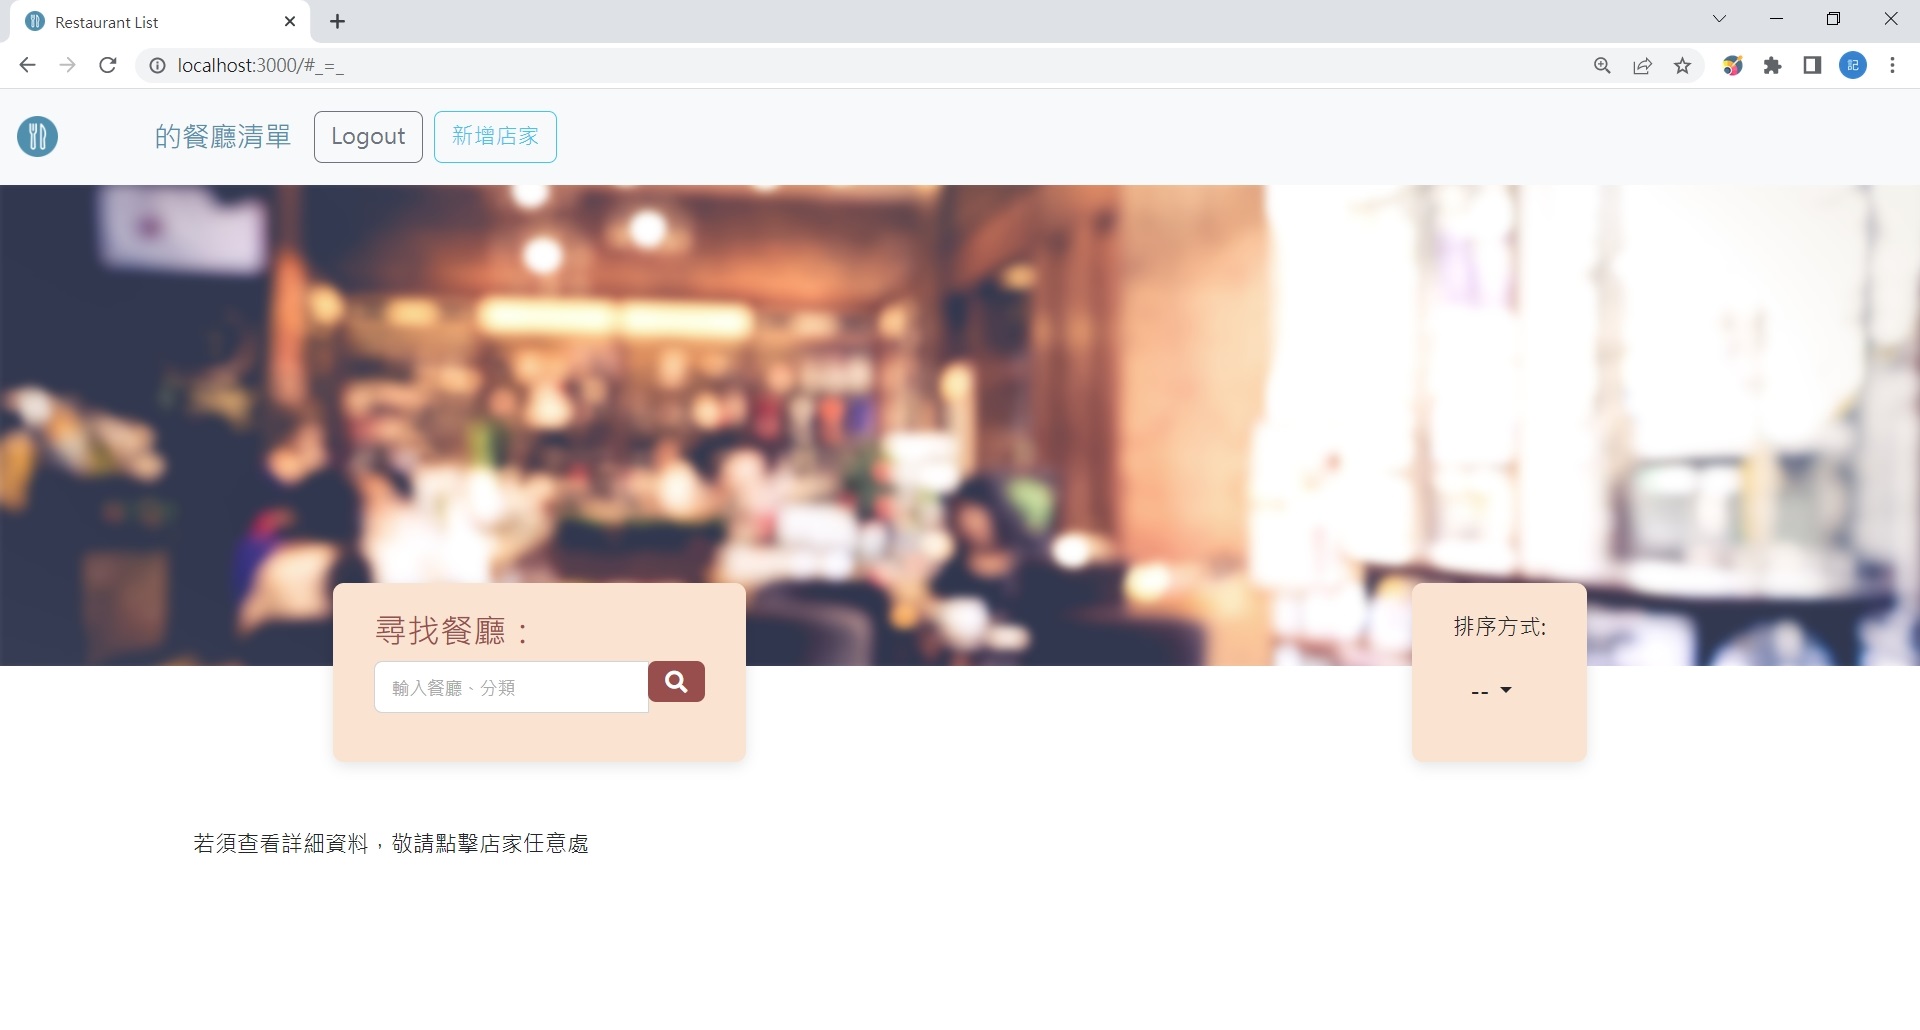 Restaurant List
localhost:3000/#_=_
記
的餐廳清單
Logout
新增店家
尋找餐廳：
輸入餐廳、分類
排序方式:
--
若須查看詳細資料，敬請點擊店家任意處